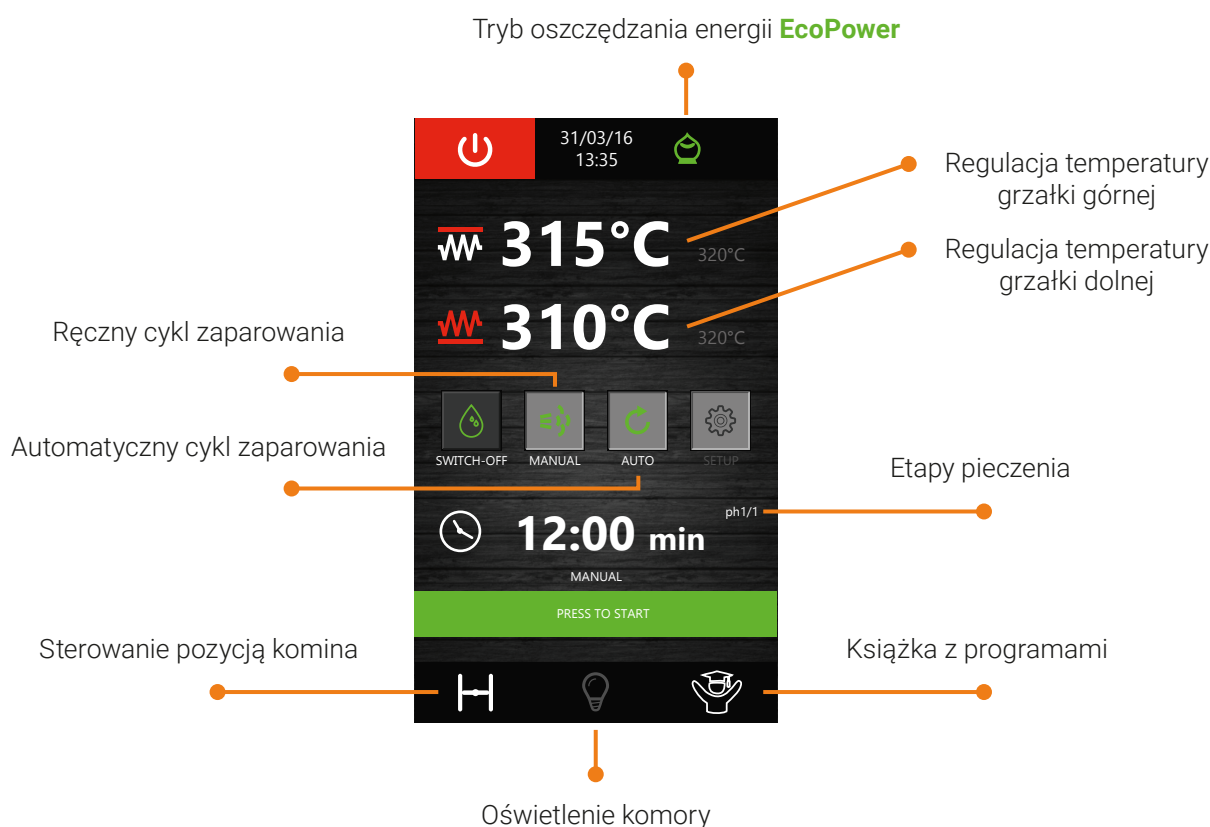 Tryb oszczędzania energii EcoPower
31/03/16
13:35
Regulacja temperatury
grzałki górnej
315°C
320°C
Regulacja temperatury
grzałki dolnej
310°C
320°C
Ręczny cykl zaparowania
Automatyczny cykl zaparowania
SWITCH-OFF
MANUAL
AUTO
SETUP
Etapy pieczenia
ph1/1
12:00 min
MANUAL
PRESS TO START
Sterowanie pozycją komina
Książka z programami
Oświetlenie komory